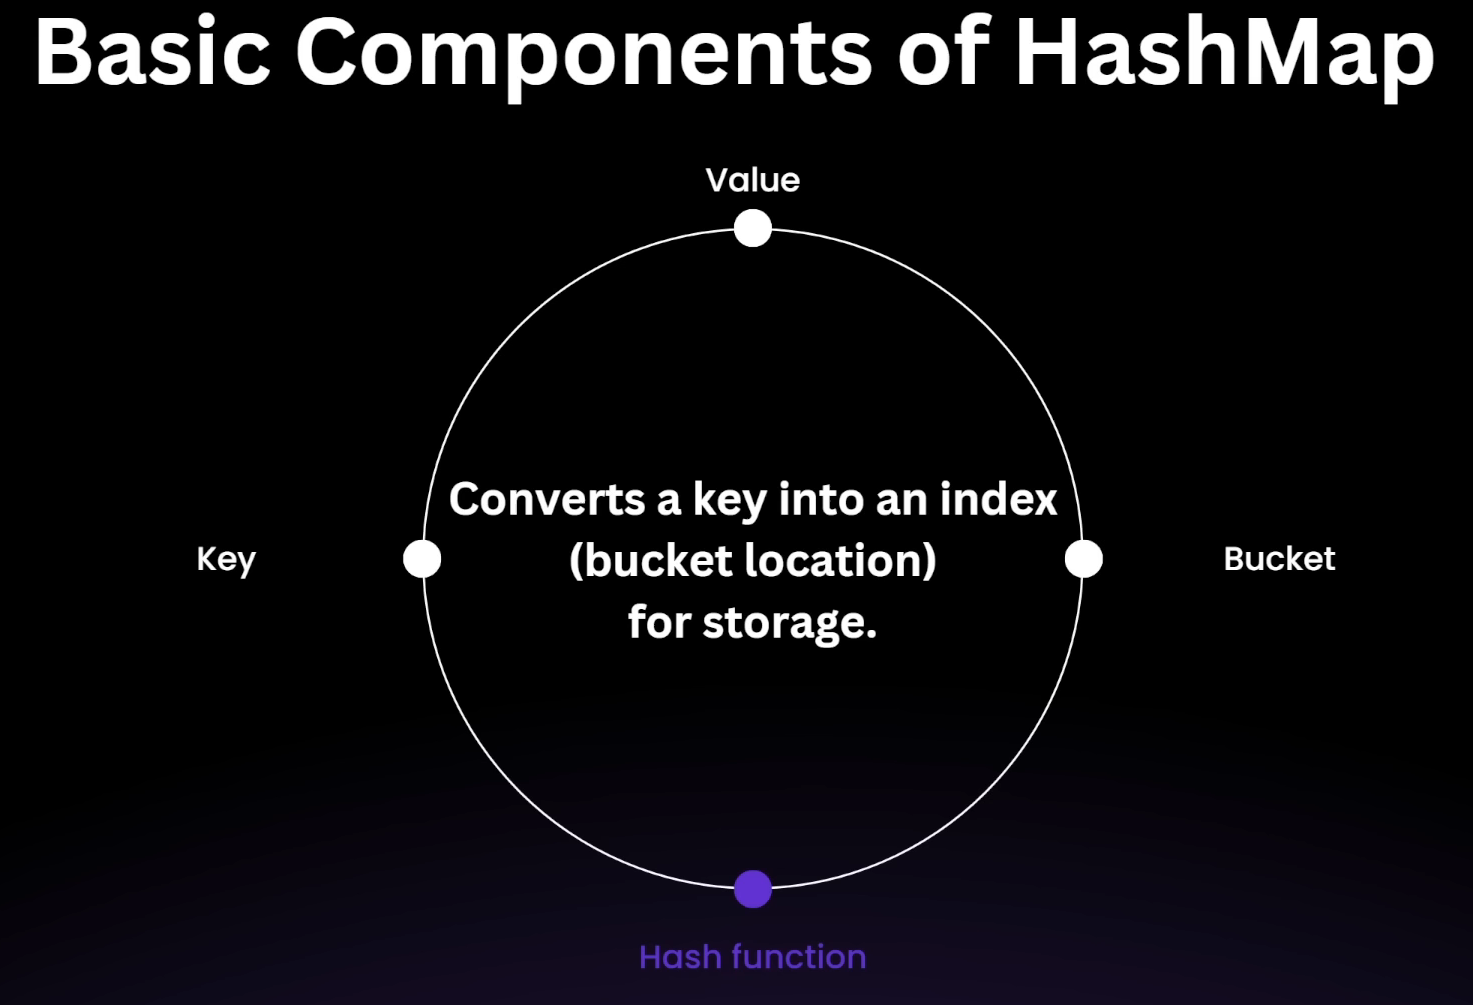 Basic Components of HashMap
Value
Converts a key into an index
(bucket location)
for storage.
Key
Bucket
Hash function